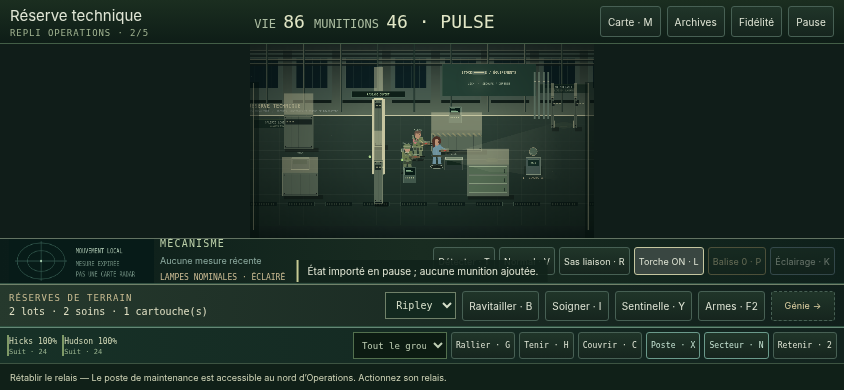 Réserve technique
REPLI OPERATIONS · 2/5
VIE 86 MUNITIONS 46 · PULSE
Carte · M
Archives
Fidélité
Pause
MOUVEMENT LOCAL
MESURE EXPIRÉE
PAS UNE CARTE RADAR
MÉCANISME
Aucune mesure récente
LAMPES NOMINALES · ÉCLAIRÉ
Sas liaison · R
Torche ON · L
Balise 0 · P
Éclairage · K
État importé en pause ; aucune munition ajoutée.
RÉSERVES DE TERRAIN
2 lots · 2 soins · 1 cartouche(s)
Ripley
Ravitailler · B
Soigner · I
Sentinelle · Y
Armes · F2
Génie →
Hicks 100%
Suit · 24
Hudson 100%
Suit · 24
Tout le grou
Rallier · G
Tenir · H
Couvrir · C
Poste · X
Secteur · N
Retenir · 2
Rétablir le relais — Le poste de maintenance est accessible au nord d’Operations. Actionnez son relais.